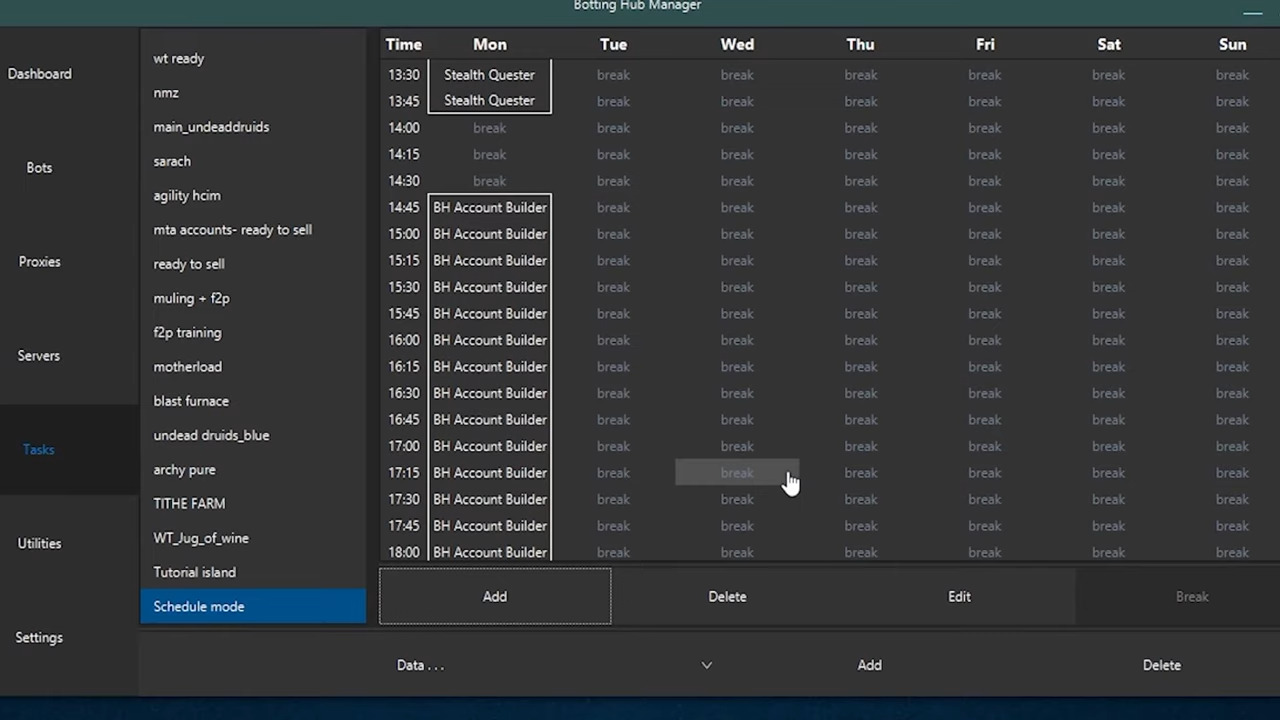 Botting Hub Manager
Dashboard
Bots
Proxies
Servers
Tasks
Utilities
Settings
wt ready
nmz
main_undeaddruids
sarach
agility hcim
mta accounts- ready to sell
ready to sell
muling + f2p
f2p training
motherload
blast furnace
undead druids_blue
archy pure
TITHE FARM
WT_Jug_of_wine
Tutorial island
Schedule mode
Time Mon Tue Wed Thu Fri Sat Sun
13:30 Stealth Quester break break break break break break
13:45 Stealth Quester break break break break break break
14:00 break break break break break break break
14:15 break break break break break break break
14:30 break break break break break break break
14:45 BH Account Builder break break break break break break
15:00 BH Account Builder break break break break break break
15:15 BH Account Builder break break break break break break
15:30 BH Account Builder break break break break break break
15:45 BH Account Builder break break break break break break
16:00 BH Account Builder break break break break break break
16:15 BH Account Builder break break break break break break
16:30 BH Account Builder break break break break break break
16:45 BH Account Builder break break break break break break
17:00 BH Account Builder break break break break break break
17:15 BH Account Builder break break break break break break
17:30 BH Account Builder break break break break break break
17:45 BH Account Builder break break break break break break
18:00 BH Account Builder break break break break break break
Add Delete Edit Break
Data . . . Add Delete